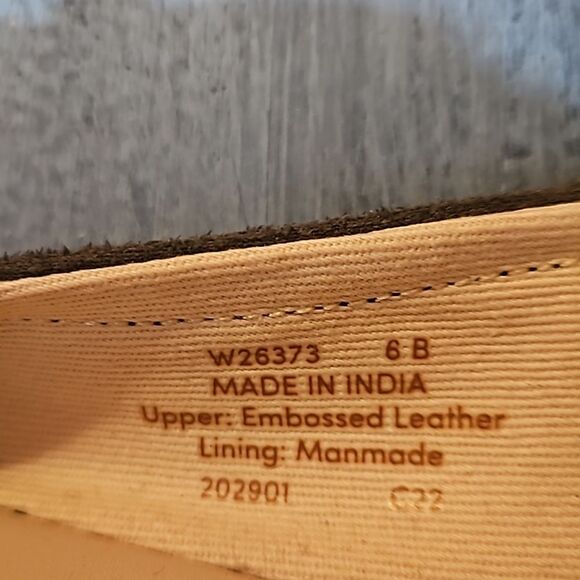 W26373 6 B
MADE IN INDIA
Upper: Embossed Leather
Lining: Manmade
202901 C22